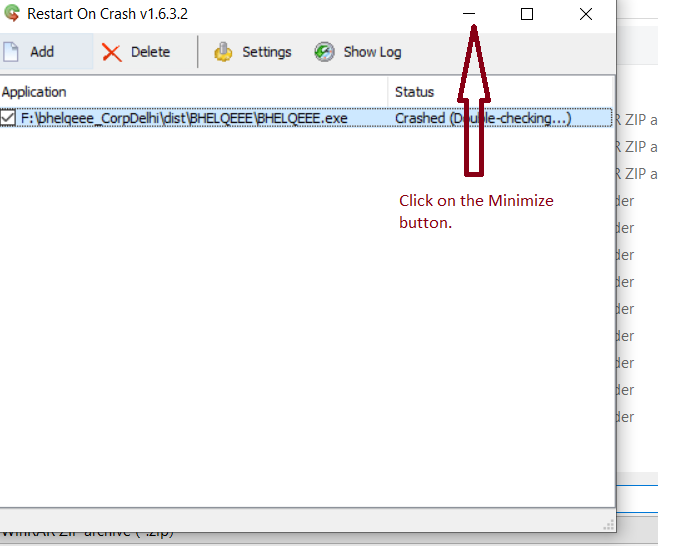 Restart On Crash v1.6.3.2
Add Delete Settings Show Log
Application Status
F:\bhelqeee_CorpDelhi\dist\BHELQEEE\BHELQEEE.exe Crashed (Double-checking...)
Click on the Minimize
button.
R ZIP a
R ZIP a
R ZIP a
der
der
der
der
der
der
der
der
der
WinRAR ZIP archive (*.zip)